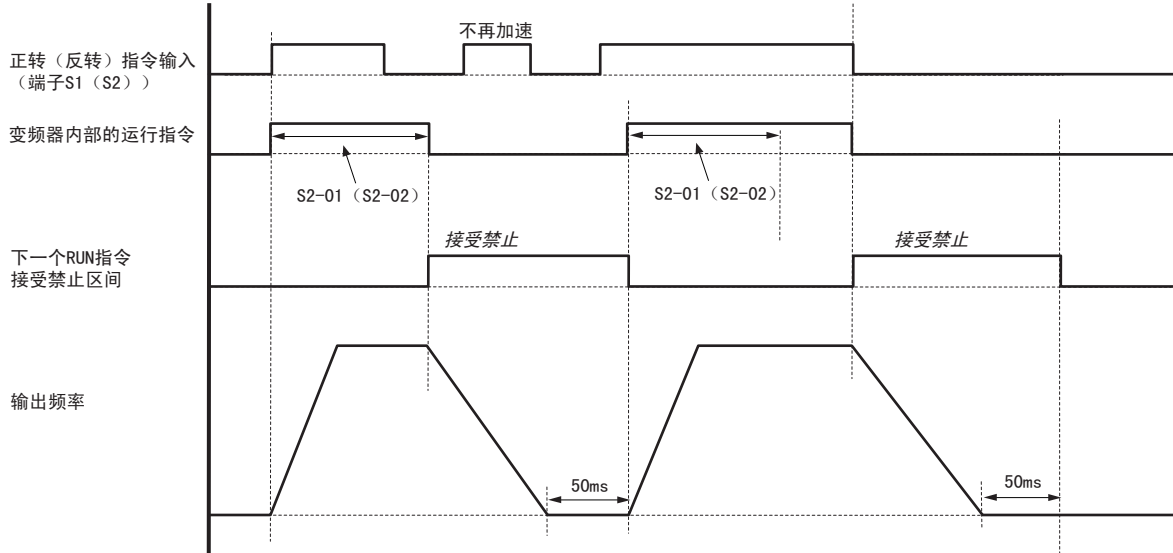 不再加速
正转（反转）指令输入
（端子S1（S2））
变频器内部的运行指令
S2-01（S2-02）
S2-01（S2-02）
下一个RUN指令
接受禁止区间
接受禁止
接受禁止
输出频率
50ms
50ms